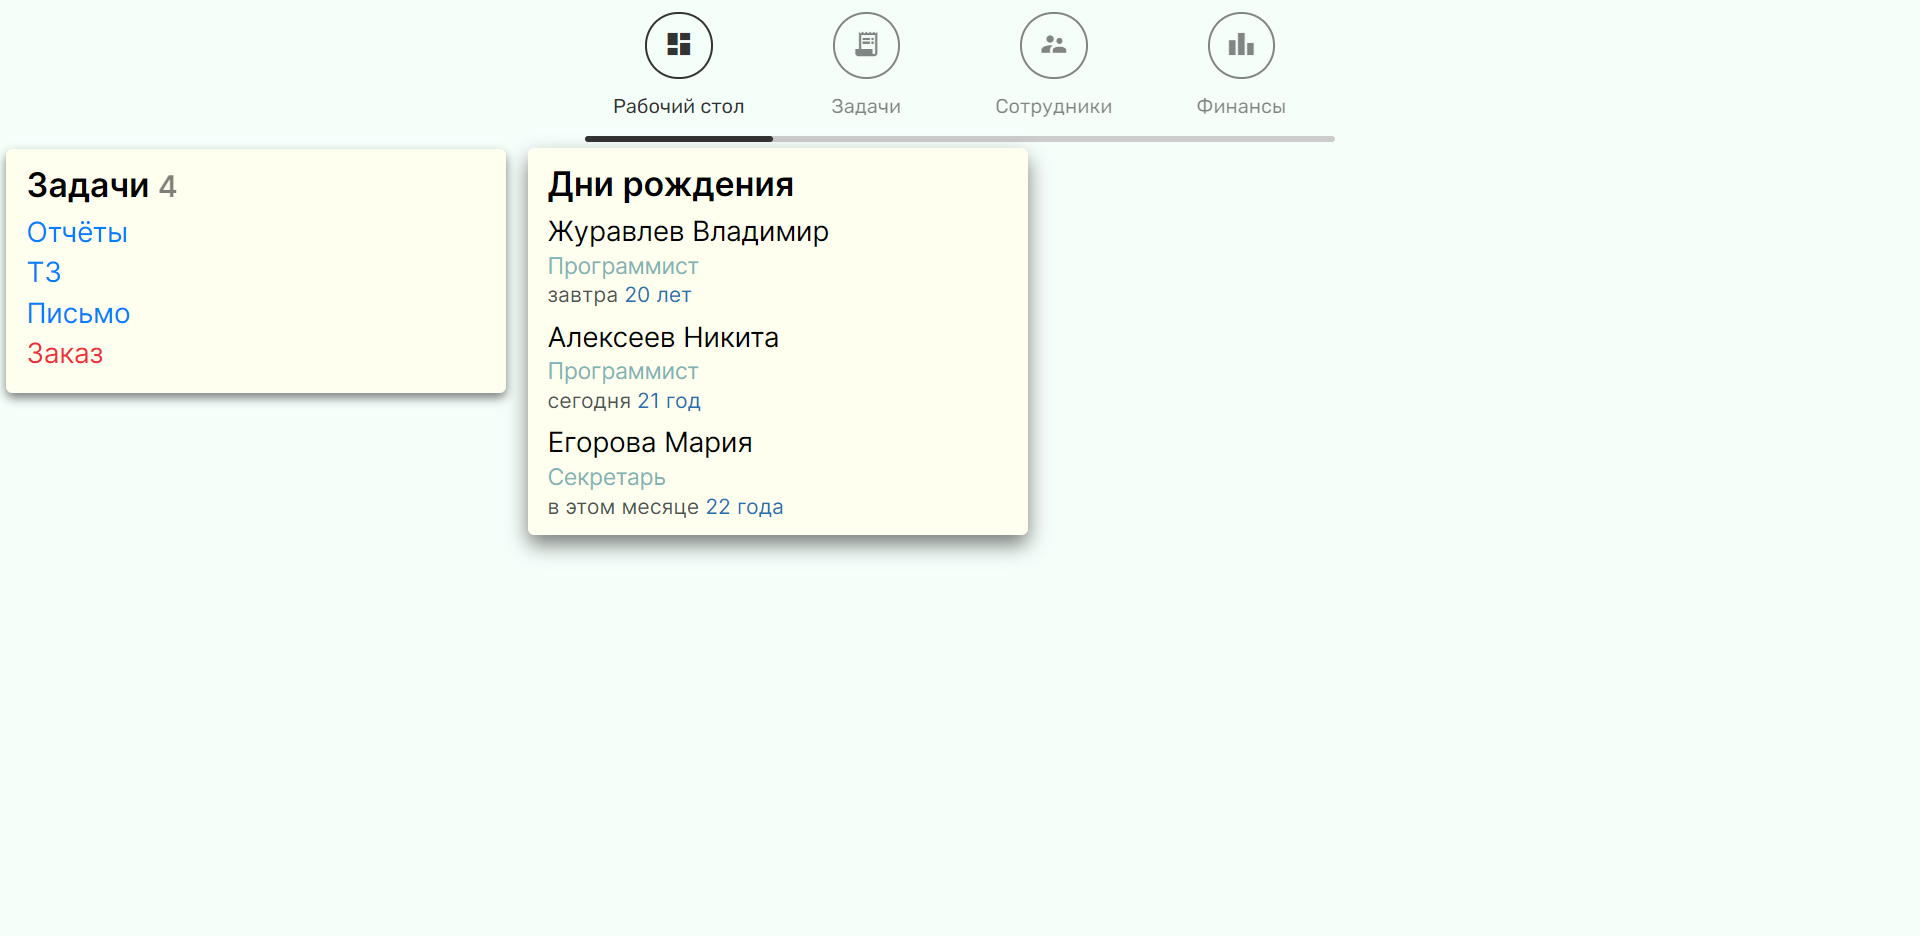 Рабочий стол
Задачи
Сотрудники
Финансы
Задачи 4
Отчёты
ТЗ
Письмо
Заказ
Дни рождения
Журавлев Владимир
Программист
завтра 20 лет
Алексеев Никита
Программист
сегодня 21 год
Егорова Мария
Секретарь
в этом месяце 22 года